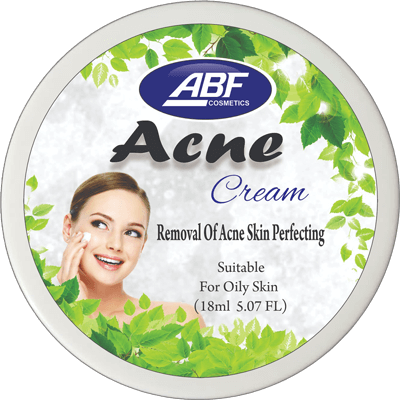 ABF
COSMETICS
Acne
Cream
Removal Of Acne Skin Perfecting
Suitable
For Oily Skin
(18ml 5.07 FL)